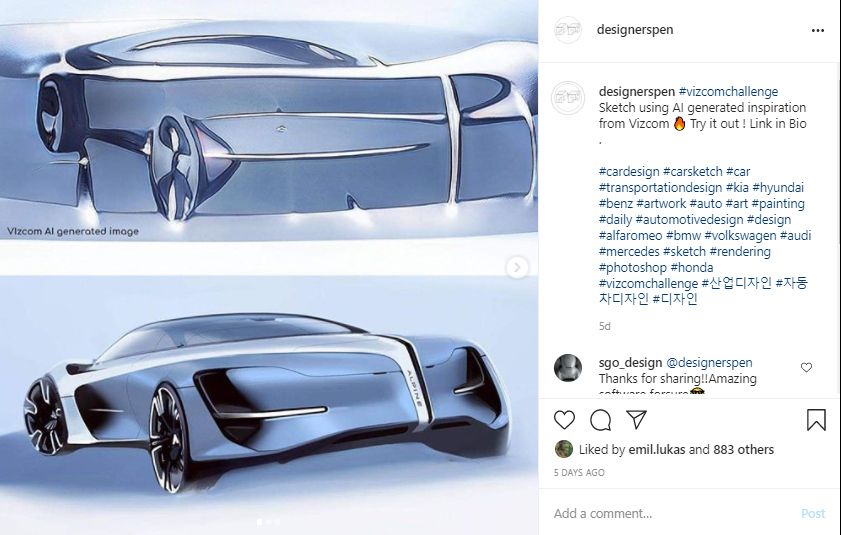 VIzcom AI generated image
ALPINE
designerspen
designerspen #vizcomchallenge
Sketch using AI generated inspiration
from Vizcom 🔥 Try it out ! Link in Bio
.
#cardesign #carsketch #car
#transportationdesign #kia #hyundai
#benz #artwork #auto #art #painting
#daily #automotivedesign #design
#alfaromeo #bmw #volkswagen #audi
#mercedes #sketch #rendering
#photoshop #honda
#vizcomchallenge #산업디자인 #자동
차디자인 #디자인
5d
sgo_design @designerspen
Thanks for sharing!!Amazing
software forsure😎
Liked by emil.lukas and 883 others
5 DAYS AGO
Add a comment...
Post